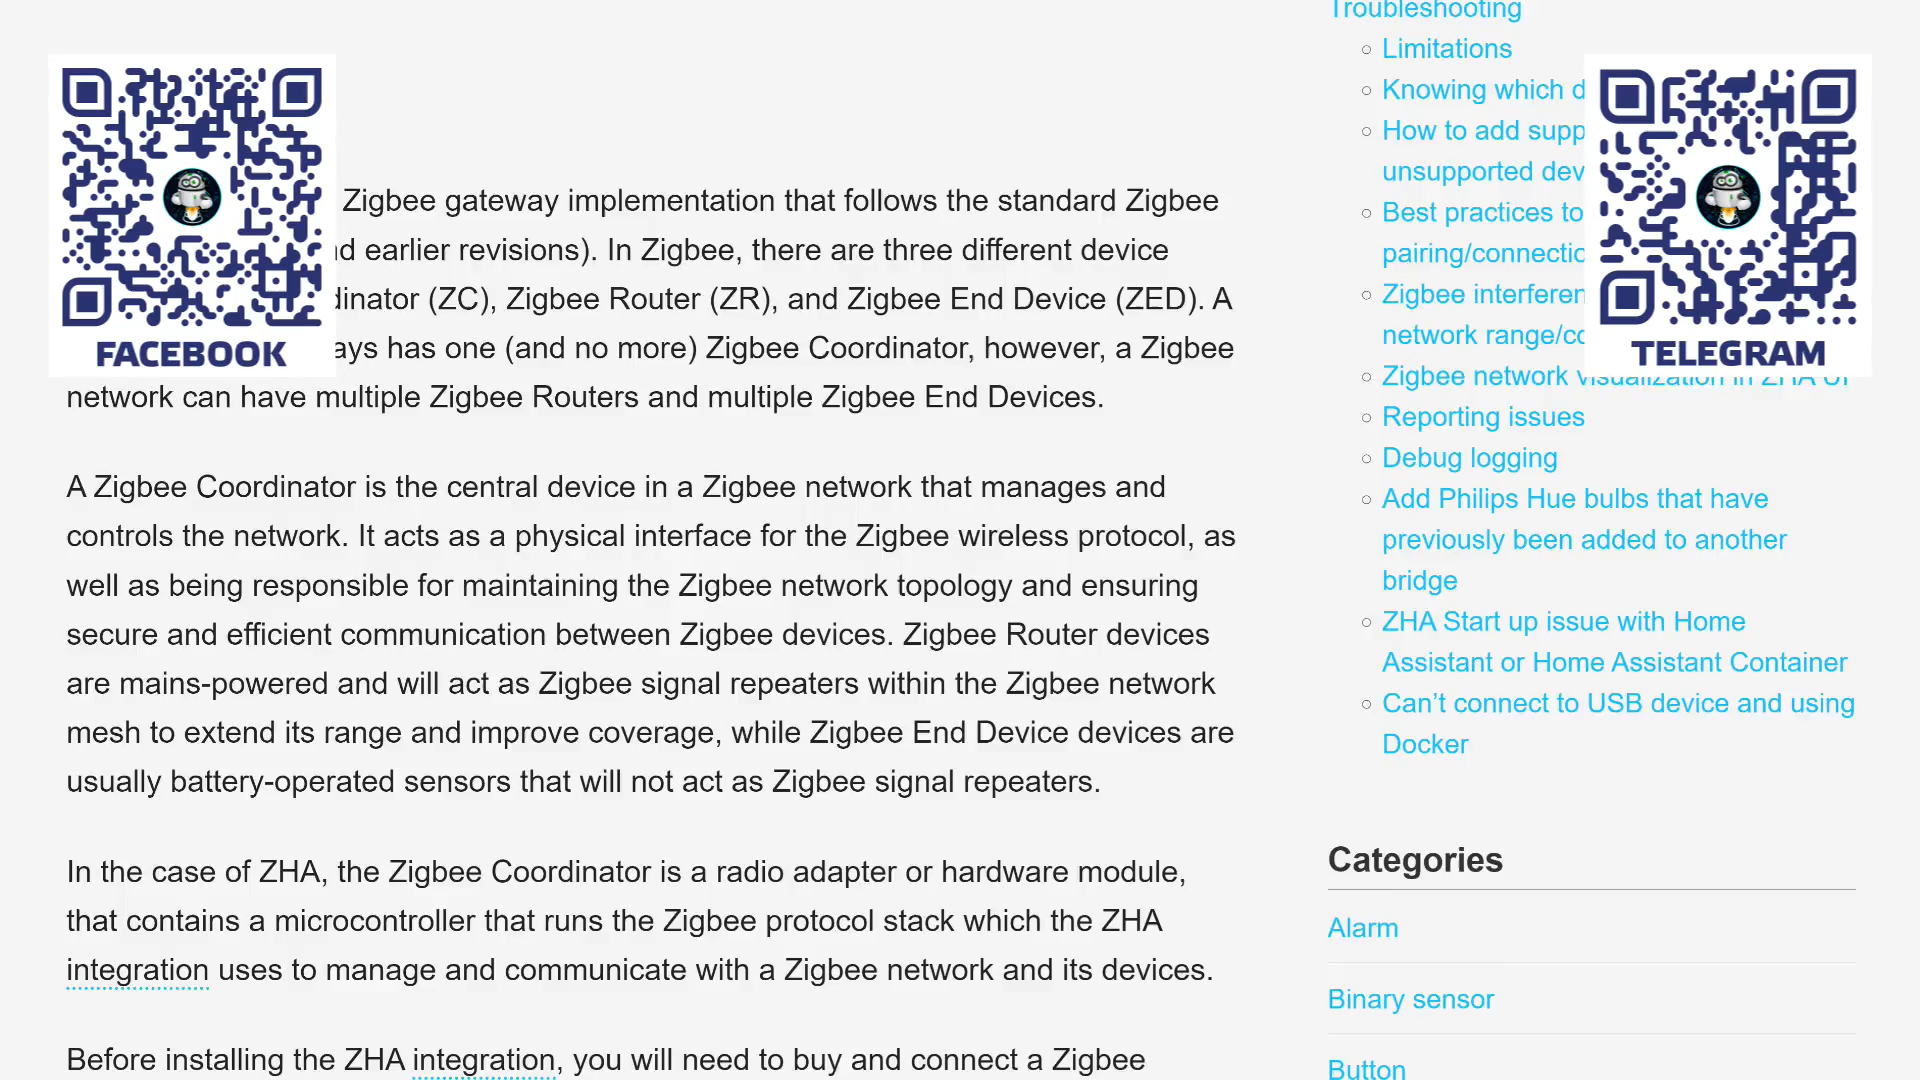 Zigbee gateway implementation that follows the standard Zigbee
earlier revisions). In Zigbee, there are three different device
(ZC), Zigbee Router (ZR), and Zigbee End Device (ZED). A
has one (and no more) Zigbee Coordinator, however, a Zigbee
network can have multiple Zigbee Routers and multiple Zigbee End Devices.
A Zigbee Coordinator is the central device in a Zigbee network that manages and
controls the network. It acts as a physical interface for the Zigbee wireless protocol, as
well as being responsible for maintaining the Zigbee network topology and ensuring
secure and efficient communication between Zigbee devices. Zigbee Router devices
are mains-powered and will act as Zigbee signal repeaters within the Zigbee network
mesh to extend its range and improve coverage, while Zigbee End Device devices are
usually battery-operated sensors that will not act as Zigbee signal repeaters.
In the case of ZHA, the Zigbee Coordinator is a radio adapter or hardware module,
that contains a microcontroller that runs the Zigbee protocol stack which the ZHA
integration uses to manage and communicate with a Zigbee network and its devices.
Before installing the ZHA integration, you will need to buy and connect a Zigbee
FACEBOOK
Troubleshooting
Limitations
Knowing which
How to add
unsupported
Best practices to
Zigbee
network
Zigbee network visualization in ZHA UI
Reporting issues
Debug logging
Add Philips Hue bulbs that have
previously been added to another
bridge
ZHA Start up issue with Home
Assistant or Home Assistant Container
Can’t connect to USB device and using
Docker
TELEGRAM
Categories
Alarm
Binary sensor
Button